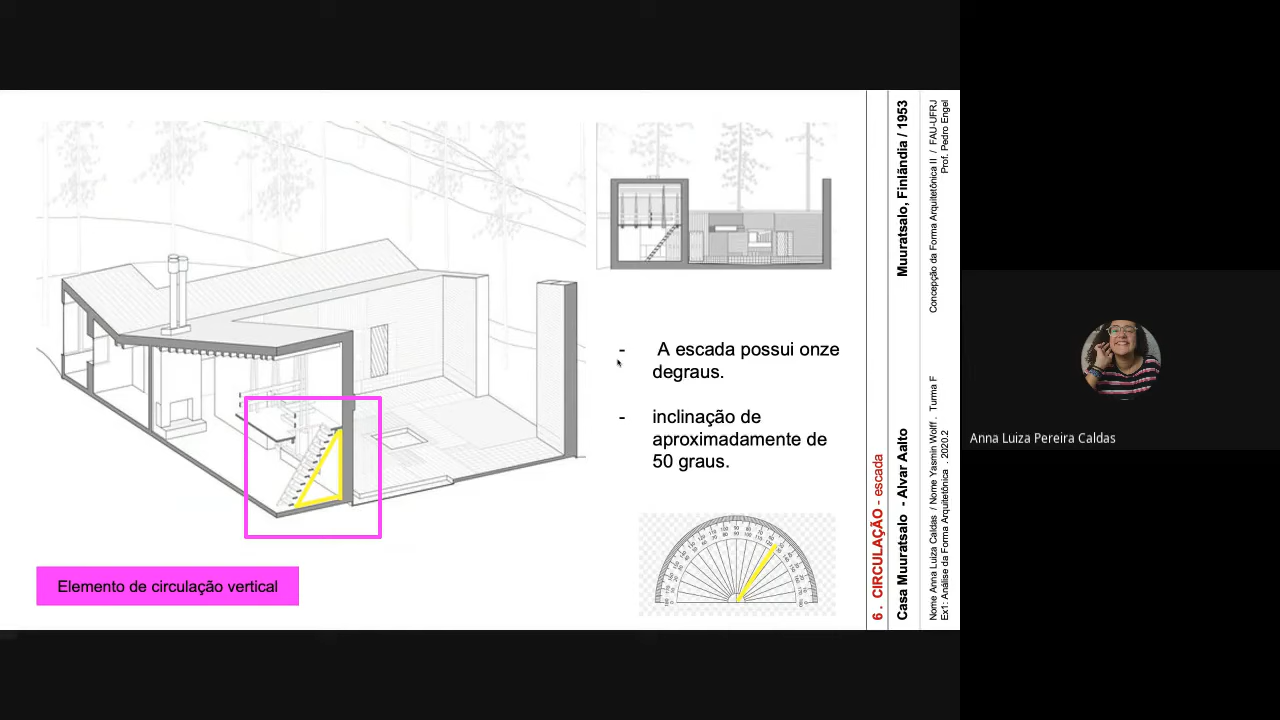 - A escada possui onze
degraus.
- inclinação de
aproximadamente de
50 graus.
Elemento de circulação vertical
6 . CIRCULAÇÃO - escada
Casa Muuratsalo - Alvar Aalto
Muuratsalo, Finlândia / 1953
Nome Anna Luiza Caldas / Nome Yasmin Wolff . Turma F
Ex1: Análise da Forma Arquitetônica . 2020.2
Concepção da Forma Arquitetônica II / FAU-UFRJ
Prof. Pedro Engel
Anna Luiza Pereira Caldas